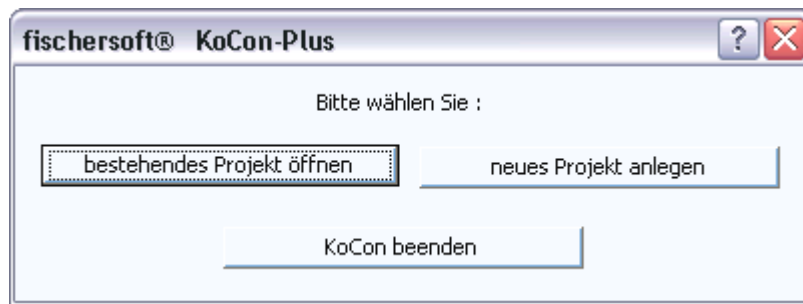 fischersoft® KoCon-Plus
?
Bitte wählen Sie :
bestehendes Projekt öffnen
neues Projekt anlegen
KoCon beenden